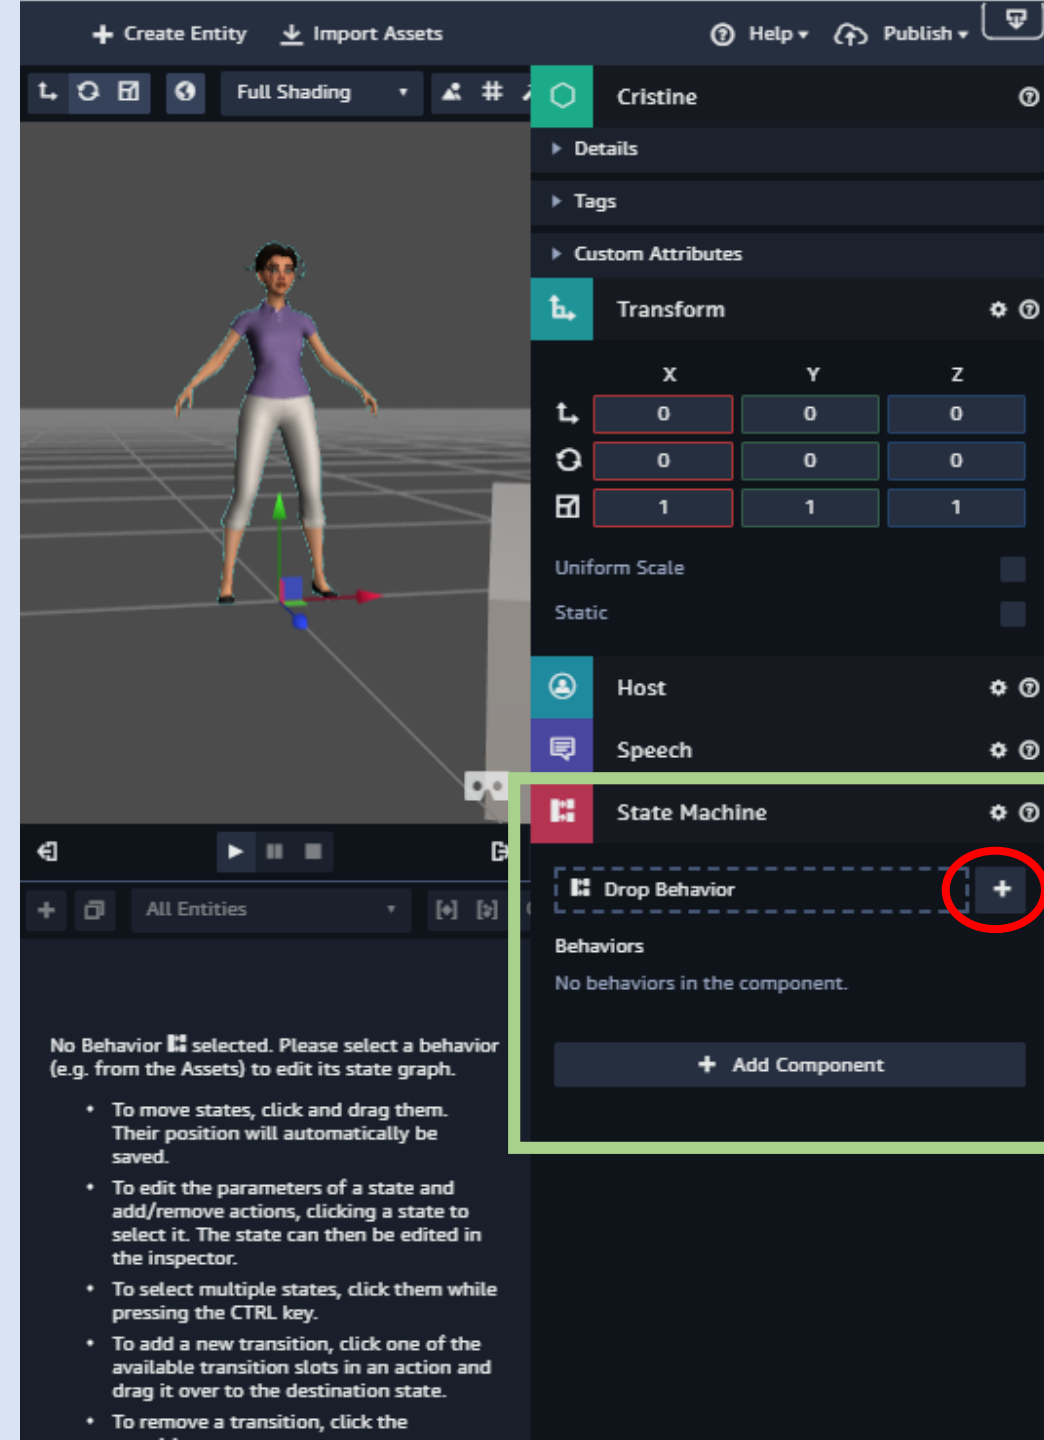 Create Entity Import Assets Help Publish
Full Shading
Cristine
Details
Tags
Custom Attributes
Transform
X Y Z
0 0 0
0 0 0
1 1 1
Uniform Scale
Static
Host
Speech
State Machine
Drop Behavior
Behaviors
No behaviors in the component.
Add Component
All Entities
No Behavior selected. Please select a behavior
(e.g. from the Assets) to edit its state graph.
• To move states, click and drag them.
Their position will automatically be
saved.
• To edit the parameters of a state and
add/remove actions, clicking a state to
select it. The state can then be edited in
the inspector.
• To select multiple states, click them while
pressing the CTRL key.
• To add a new transition, click one of the
available transition slots in an action and
drag it over to the destination state.
• To remove a transition, click the